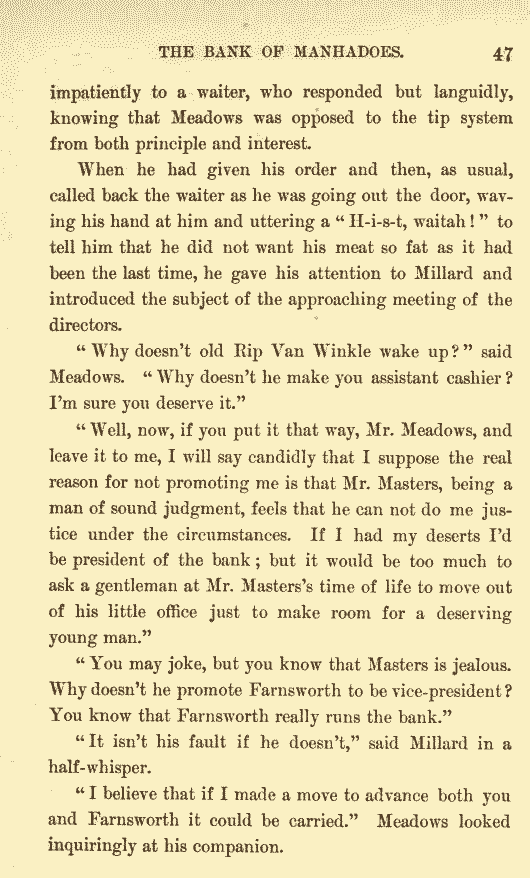 THE BANK OF MANHADOES. 47
impatiently to a waiter, who responded but languidly,
knowing that Meadows was opposed to the tip system
from both principle and interest.
When he had given his order and then, as usual,
called back the waiter as he was going out the door, wav-
ing his hand at him and uttering a “ H-i-s-t, waitah ! ” to
tell him that he did not want his meat so fat as it had
been the last time, he gave his attention to Millard and
introduced the subject of the approaching meeting of the
directors.
“ Why doesn’t old Rip Van Winkle wake up ? ” said
Meadows. “ Why doesn’t he make you assistant cashier ?
I’m sure you deserve it.”
“ Well, now, if you put it that way, Mr. Meadows, and
leave it to me, I will say candidly that I suppose the real
reason for not promoting me is that Mr. Masters, being a
man of sound judgment, feels that he can not do me jus-
tice under the circumstances. If I had my deserts I’d
be president of the bank ; but it would be too much to
ask a gentleman at Mr. Masters’s time of life to move out
of his little office just to make room for a deserving
young man.”
“ You may joke, but you know that Masters is jealous.
Why doesn’t he promote Farnsworth to be vice-president ?
You know that Farnsworth really runs the bank.”
“ It isn’t his fault if he doesn’t,” said Millard in a
half-whisper.
“ I believe that if I made a move to advance both you
and Farnsworth it could be carried.” Meadows looked
inquiringly at his companion.